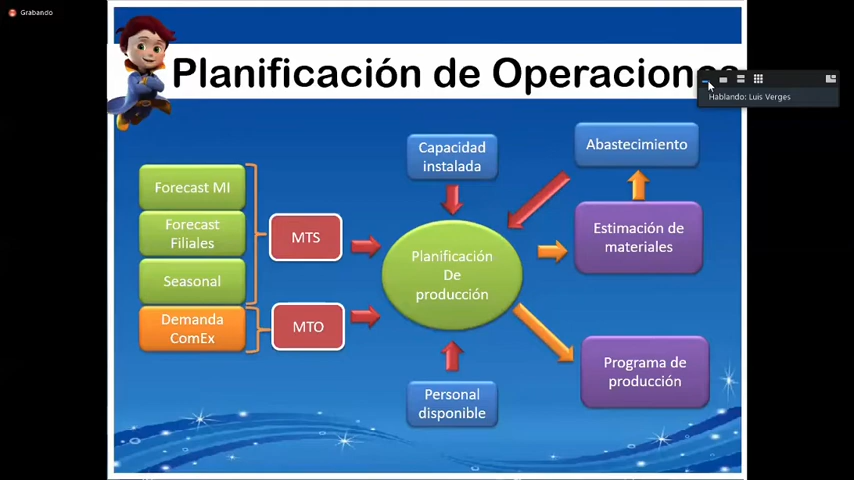 Grabando
Planificación de Operaciones
Hablando: Luis Verges
Capacidad
instalada
Abastecimiento
Forecast MI
Forecast
Filiales
Seasonal
Demanda
ComEx
MTS
MTO
Planificación
De
producción
Estimación de
materiales
Programa de
producción
Personal
disponible